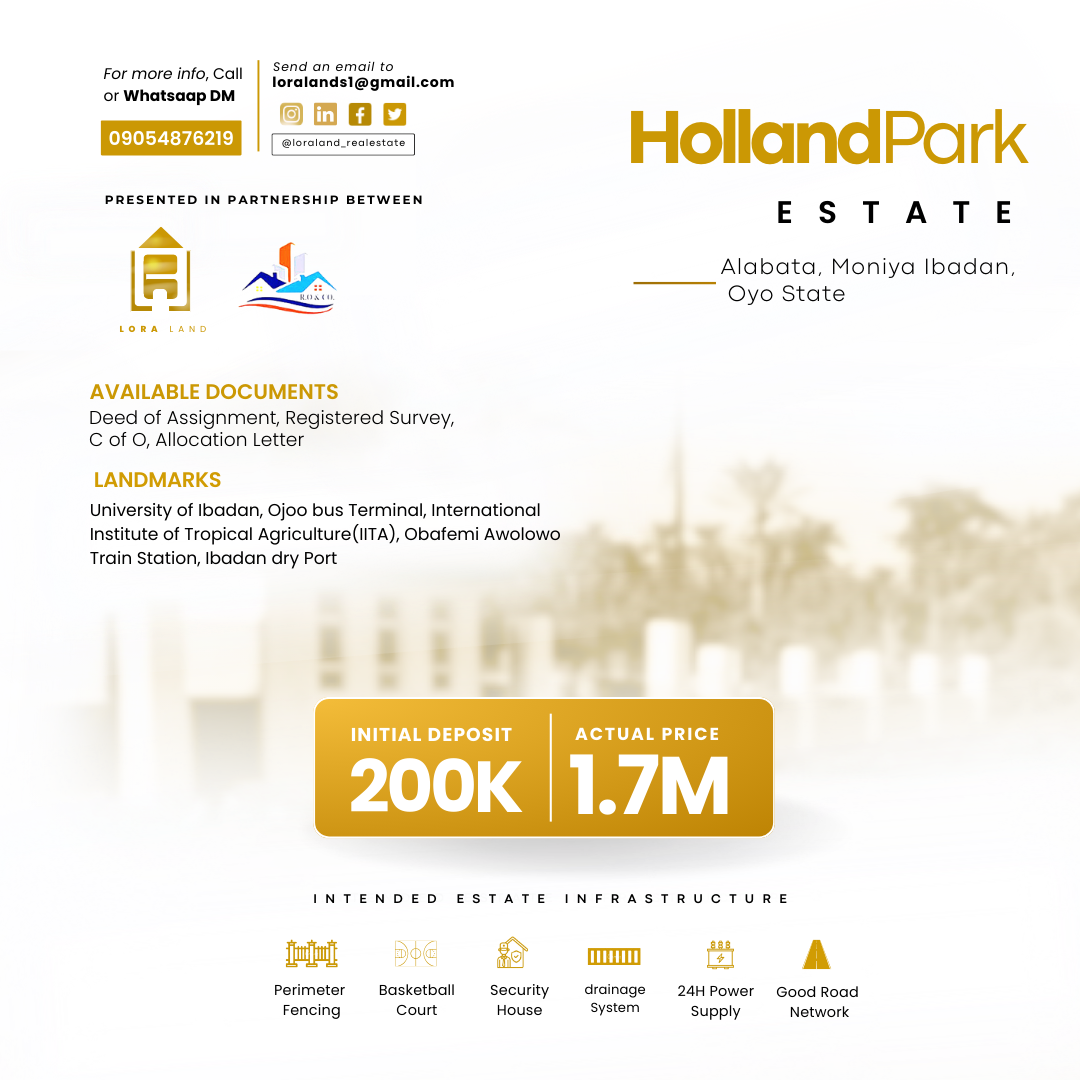 For more info, Call
or Whatsaap DM
09054876219
Send an email to
loralands1@gmail.com
@loraland_realestate
HollandPark
ESTATE
Alabata, Moniya Ibadan,
Oyo State
PRESENTED IN PARTNERSHIP BETWEEN
LORA LAND
R.O & CO.
AVAILABLE DOCUMENTS
Deed of Assignment, Registered Survey,
C of O, Allocation Letter
LANDMARKS
University of Ibadan, Ojoo bus Terminal, International
Institute of Tropical Agriculture(IITA), Obafemi Awolowo
Train Station, Ibadan dry Port
INITIAL DEPOSIT
200K
ACTUAL PRICE
1.7M
INTENDED ESTATE INFRASTRUCTURE
Perimeter
Fencing
Basketball
Court
Security
House
drainage
System
24H Power
Supply
Good Road
Network